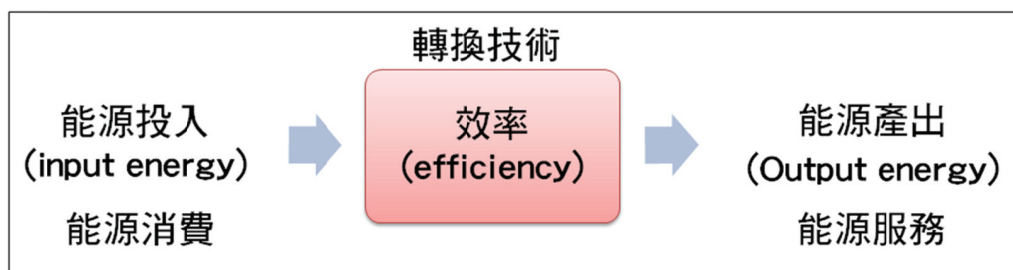 轉換技術
能源投入
(input energy)
能源消費
效率
(efficiency)
能源產出
(Output energy)
能源服務